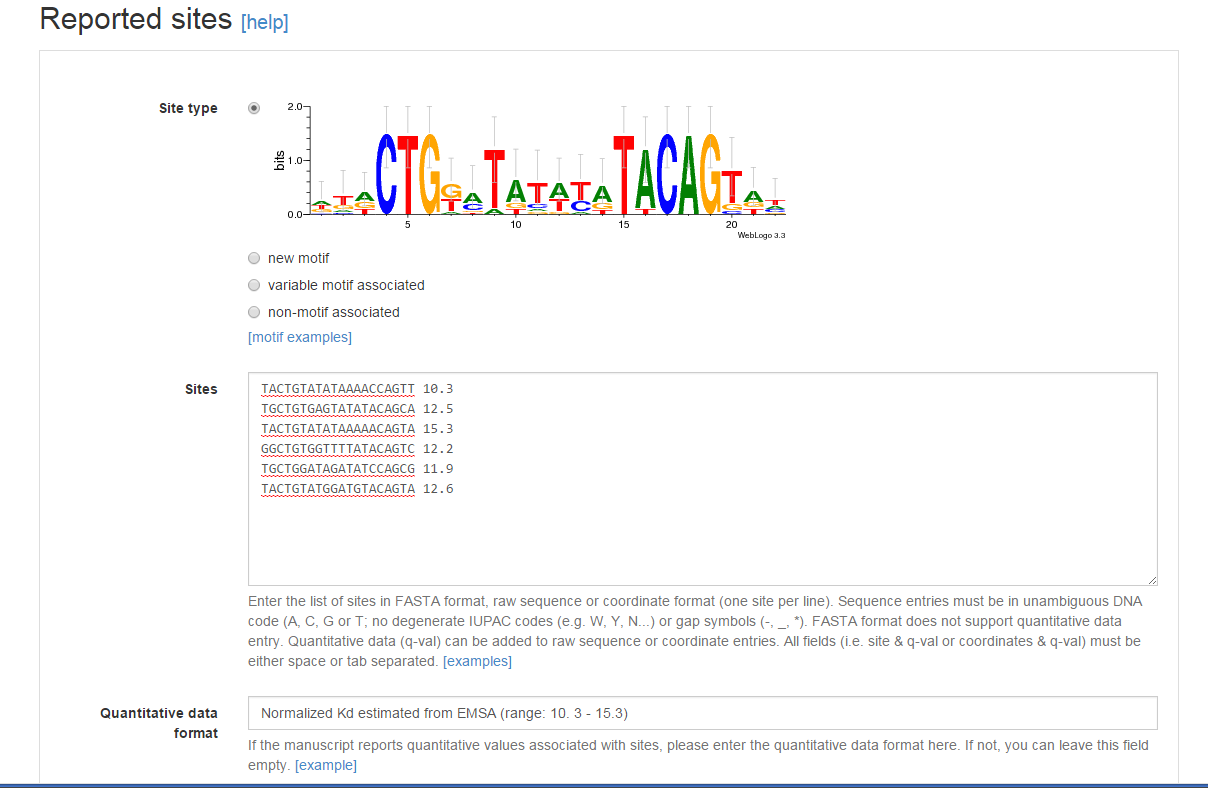 Reported sites [help]
Site type
2.0
bits
1.0
0.0
5 10 15 20
WebLogo 3.3
new motif
variable motif associated
non-motif associated
[motif examples]
Sites
TACTGTATATAAAACCAGTT 10.3
TGCTGTGAGTATATACAGCA 12.5
TACTGTATATAAAAACAGTA 15.3
GGCTGTGGTTTTATACAGTC 12.2
TGCTGGATAGATATCCAGCG 11.9
TACTGTATGGATGTACAGTA 12.6
Enter the list of sites in FASTA format, raw sequence or coordinate format (one site per line). Sequence entries must be in unambiguous DNA
code (A, C, G or T; no degenerate IUPAC codes (e.g. W, Y, N...) or gap symbols (-, _, *). FASTA format does not support quantitative data
entry. Quantitative data (q-val) can be added to raw sequence or coordinate entries. All fields (i.e. site & q-val or coordinates & q-val) must be
either space or tab separated. [examples]
Quantitative data
format
Normalized Kd estimated from EMSA (range: 10. 3 - 15.3)
If the manuscript reports quantitative values associated with sites, please enter the quantitative data format here. If not, you can leave this field
empty. [example]